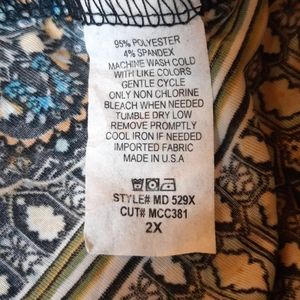 95% POLYESTER
4% SPANDEX
MACHINE WASH COLD
WITH LIKE COLORS
GENTLE CYCLE
ONLY NON CHLORINE
BLEACH WHEN NEEDED
TUMBLE DRY LOW
REMOVE PROMPTLY
COOL IRON IF NEEDED
IMPORTED FABRIC
MADE IN U.S.A
STYLE# MD 529X
CUT# MCC381
2X